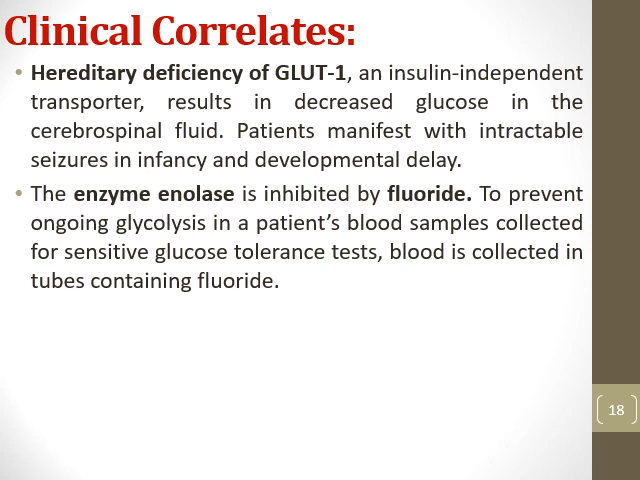 Clinical Correlates:
• Hereditary deficiency of GLUT-1, an insulin-independent
transporter, results in decreased glucose in the
cerebrospinal fluid. Patients manifest with intractable
seizures in infancy and developmental delay.
• The enzyme enolase is inhibited by fluoride. To prevent
ongoing glycolysis in a patient’s blood samples collected
for sensitive glucose tolerance tests, blood is collected in
tubes containing fluoride.
18